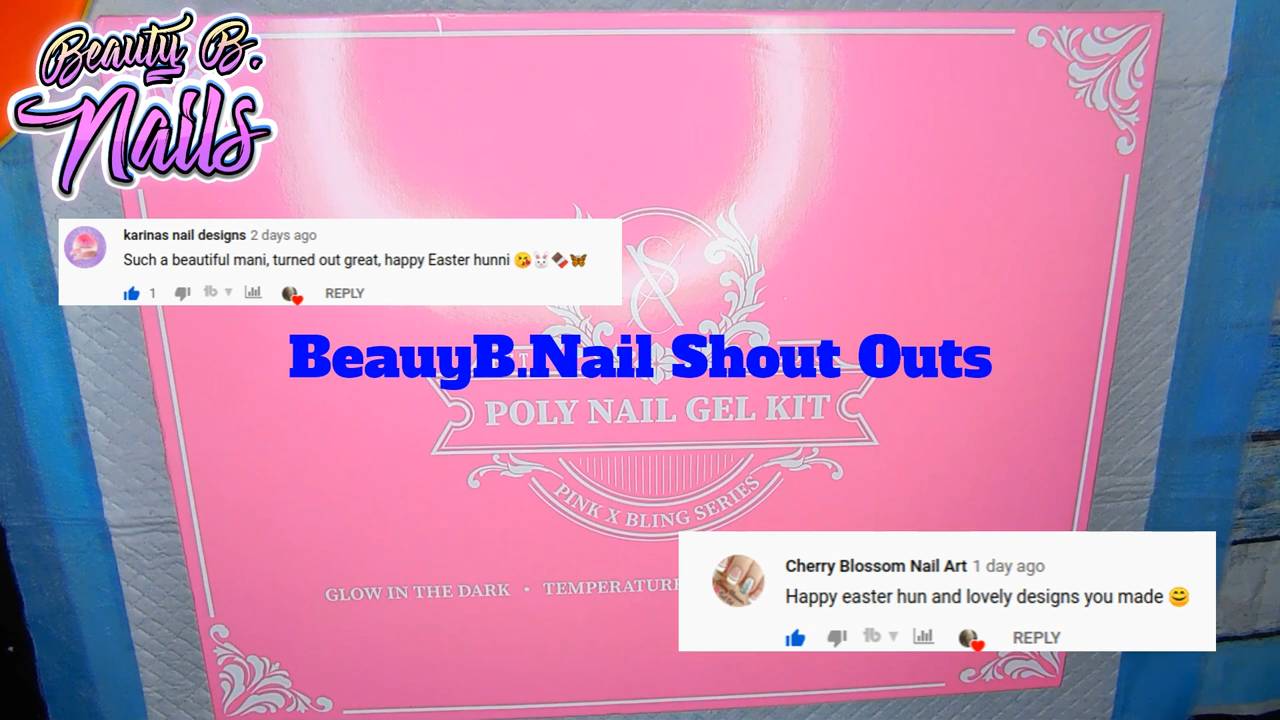 Beauty B.
Nails
karinas nail designs 2 days ago
Such a beautiful mani, turned out great, happy Easter hunni 😘🐰🍫🦋
1 REPLY
BeauyB.Nail Shout Outs
POLY NAIL GEL KIT
PINK X BLING SERIES
GLOW IN THE DARK • TEMPERATURE
Cherry Blossom Nail Art 1 day ago
Happy easter hun and lovely designs you made 😊
REPLY